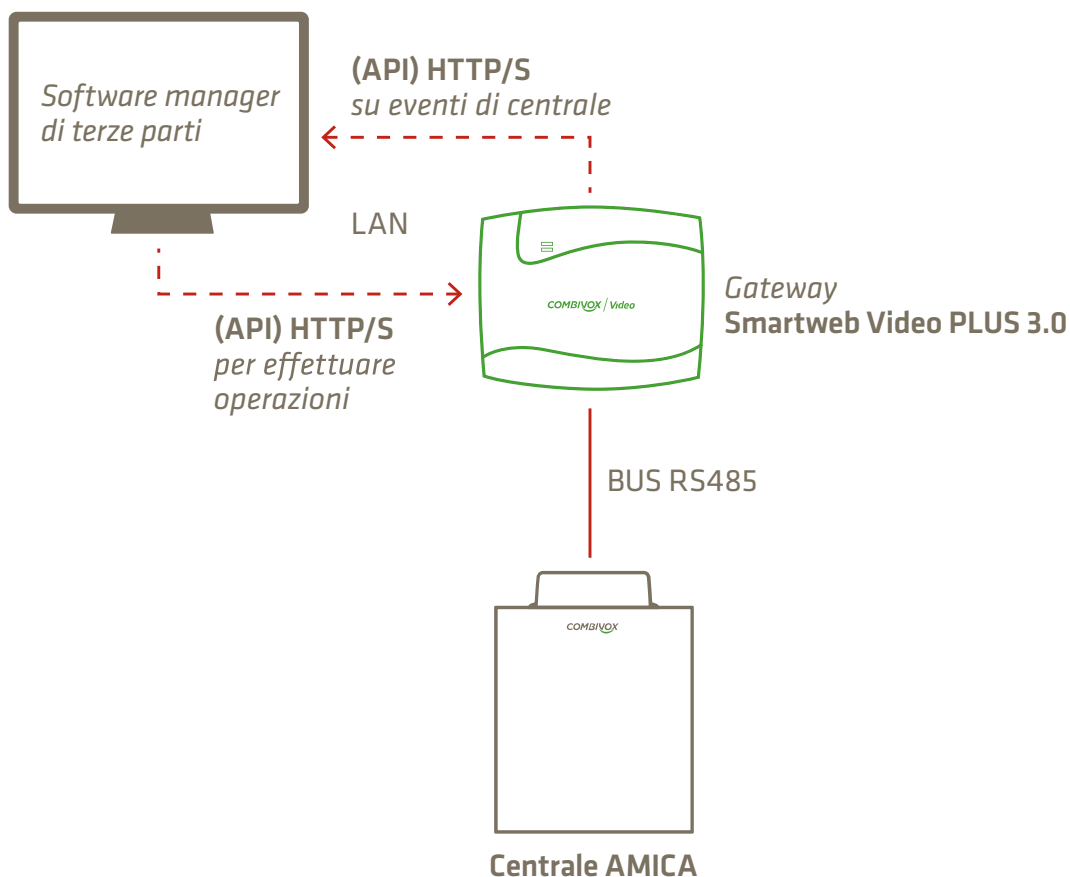 Software manager
di terze parti
(API) HTTP/S
su eventi di centrale
LAN
(API) HTTP/S
per effettuare
operazioni
COMBIVOX / Video
Gateway
Smartweb Video PLUS 3.0
BUS RS485
COMBIVOX
Centrale AMICA